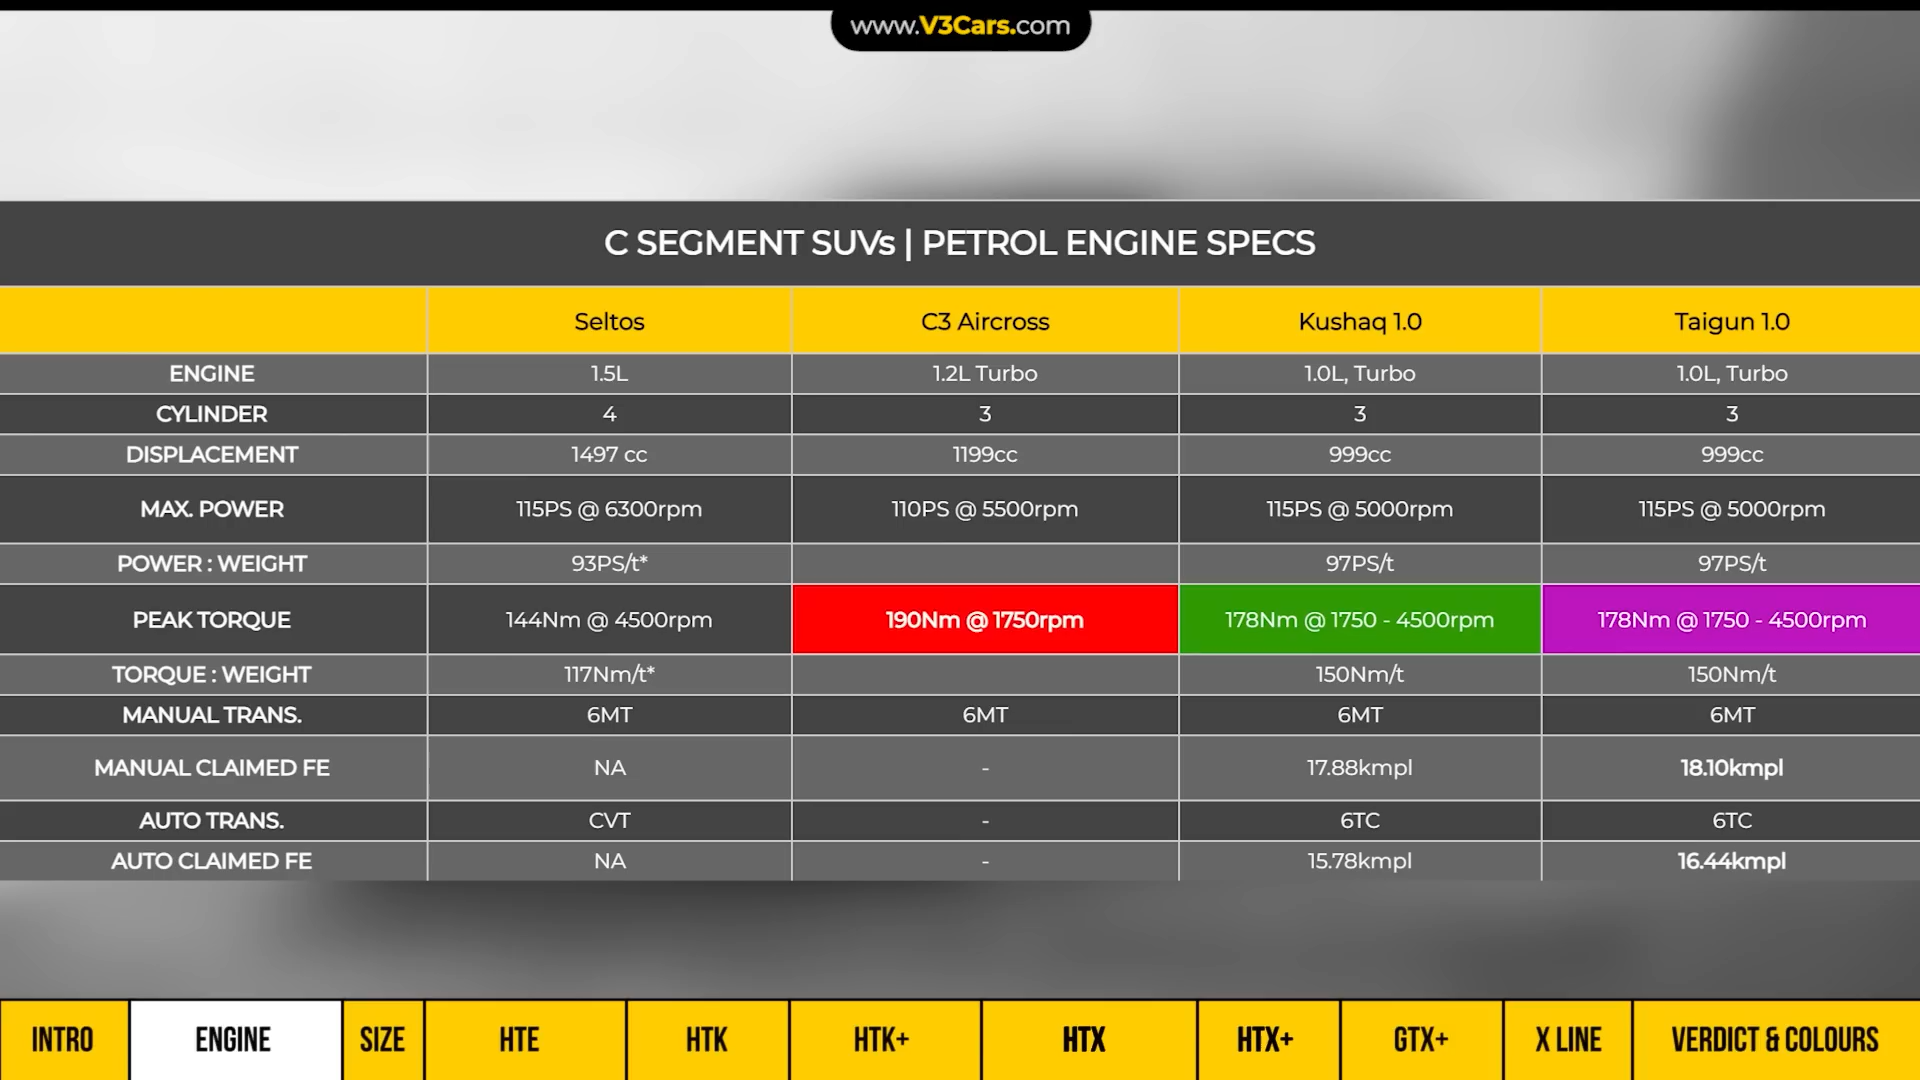 www.V3Cars.com
C SEGMENT SUVs | PETROL ENGINE SPECS
Seltos C3 Aircross Kushaq 1.0 Taigun 1.0
ENGINE 1.5L 1.2L Turbo 1.0L, Turbo 1.0L, Turbo
CYLINDER 4 3 3 3
DISPLACEMENT 1497 cc 1199cc 999cc 999cc
MAX. POWER 115PS @ 6300rpm 110PS @ 5500rpm 115PS @ 5000rpm 115PS @ 5000rpm
POWER : WEIGHT 93PS/t* 97PS/t 97PS/t
PEAK TORQUE 144Nm @ 4500rpm 190Nm @ 1750rpm 178Nm @ 1750 - 4500rpm 178Nm @ 1750 - 4500rpm
TORQUE : WEIGHT 117Nm/t* 150Nm/t 150Nm/t
MANUAL TRANS. 6MT 6MT 6MT 6MT
MANUAL CLAIMED FE NA - 17.88kmpl 18.10kmpl
AUTO TRANS. CVT - 6TC 6TC
AUTO CLAIMED FE NA - 15.78kmpl 16.44kmpl
INTRO ENGINE SIZE HTE HTK HTK+ HTX HTX+ GTX+ X LINE VERDICT & COLOURS